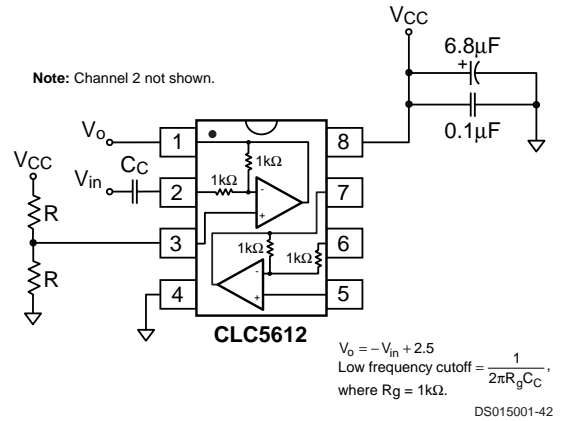 VCC
6.8µF
+
Note: Channel 2 not shown.
0.1µF
Vo
1
8
1kΩ
VCC
CC
Vin
2
1kΩ
-
7
R
+
3
1kΩ
1kΩ
6
R
-
4
+
5
CLC5612
Vo = – Vin + 2.5
Low frequency cutoff = 1 / 2πRgCC ,
where Rg = 1kΩ.
DS015001-42